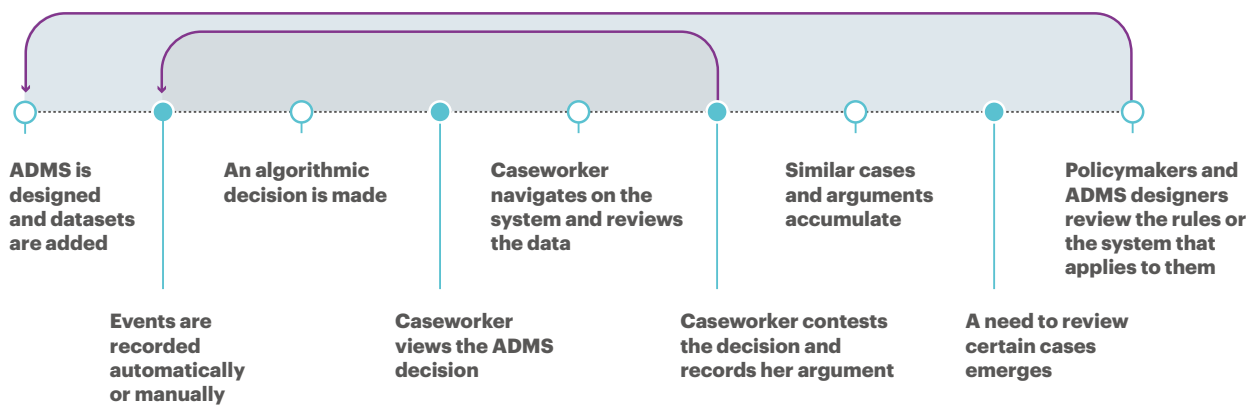 ADMS is
designed
and datasets
are added
Events are
recorded
automatically
or manually
An algorithmic
decision is made
Caseworker
views the ADMS
decision
Caseworker
navigates on the
system and reviews
the data
Caseworker contests
the decision and
records her argument
Similar cases
and arguments
accumulate
A need to review
certain cases
emerges
Policymakers and
ADMS designers
review the rules or
the system that
applies to them